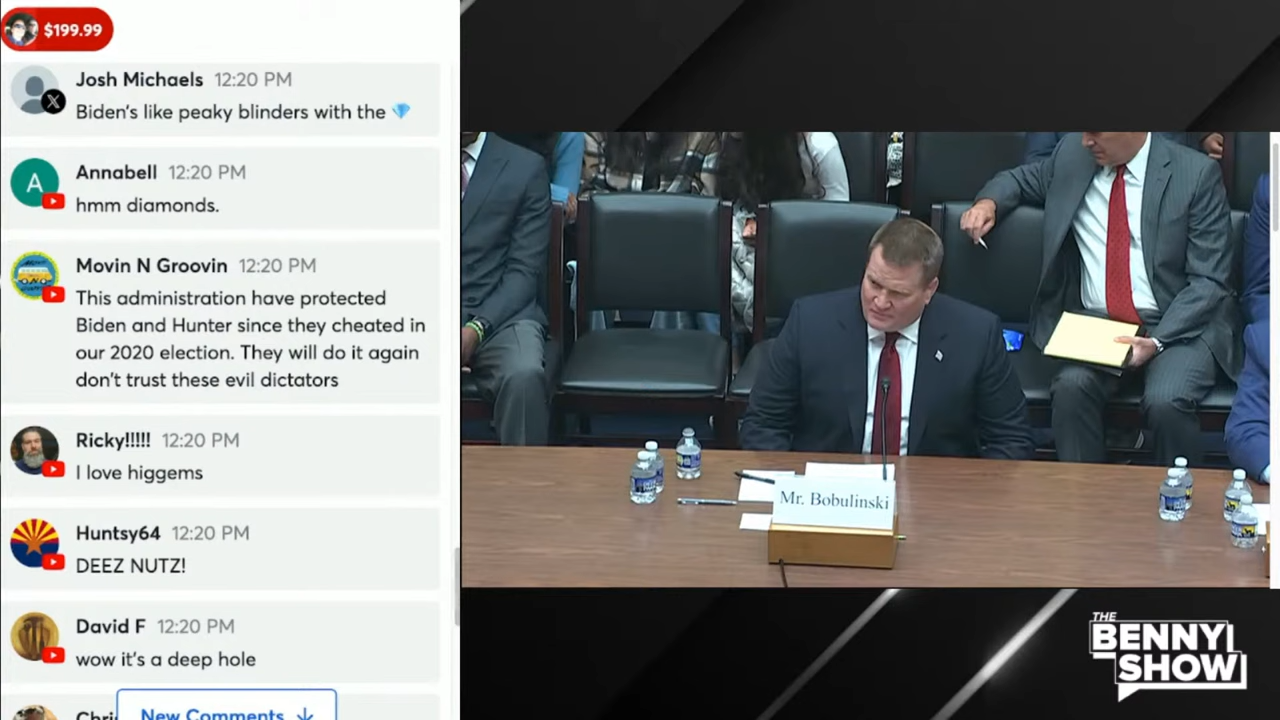 $199.99
Josh Michaels 12:20 PM
Biden's like peaky blinders with the 💎
A
Annabell 12:20 PM
hmm diamonds.
Movin N Groovin 12:20 PM
This administration have protected
Biden and Hunter since they cheated in
our 2020 election. They will do it again
don't trust these evil dictators
Ricky!!!!! 12:20 PM
I love higgems
Huntsy64 12:20 PM
DEEZ NUTZ!
David F 12:20 PM
wow it's a deep hole
New Comments ↓
Mr. Bobulinski
THE
BENNY
SHOW